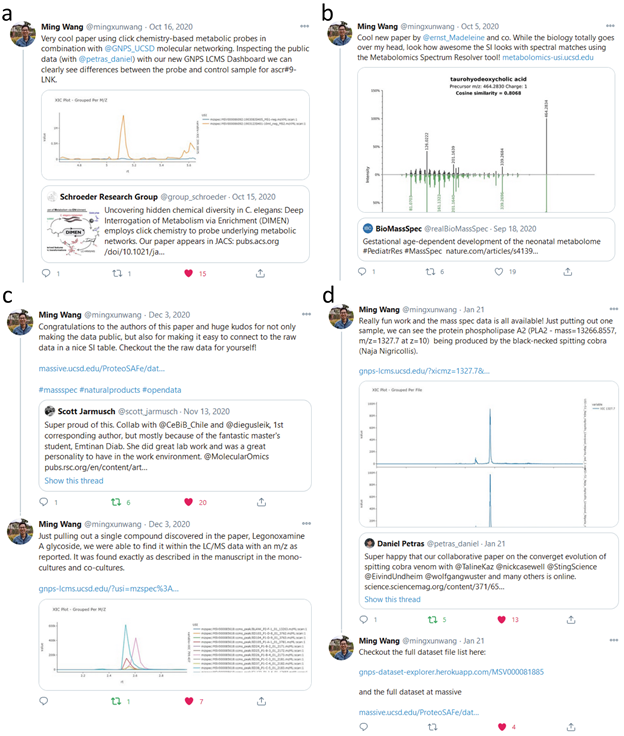 a
Ming Wang @mingxunwang · Oct 16, 2020
Very cool paper using click chemistry-based metabolic probes in
combination with @GNPS_UCSD molecular networking. Inspecting the public
data (with @petras_daniel) with our new GNPS LCMS Dashboard we can
clearly see differences between the probe and control sample for ascr#9-
LNK.
XIC Plot - Grouped Per M/Z
Schroeder Research Group @group_schroeder · Oct 15, 2020
Uncovering hidden chemical diversity in C. elegans: Deep
Interrogation of Metabolism via Enrichment (DIMEN)
employs click chemistry to probe underlying metabolic
networks. Our paper appears in JACS: pubs.acs.org
/doi/10.1021/ja...
1 1 15
b
Ming Wang @mingxunwang · Oct 5, 2020
Cool new paper by @ernst_Madeleine and co. While the biology totally
goes over my head, look how awesome the SI looks with spectral matches using
the Metabolomics Spectrum Resolver tool! metabolomics-usi.ucsd.edu
taurohyodeoxycholic acid
Precursor m/z: 464.2830 Charge: 1
Cosine similarity = 0.8068
100%
50%
0%
50%
100%
Intensity
464.2834
BioMassSpec @realBioMassSpec · Sep 18, 2020
Gestational age-dependent development of the neonatal metabolome
#PediatrRes #MassSpec nature.com/articles/s4139...
1 6 19
c
Ming Wang @mingxunwang · Dec 3, 2020
Congratulations to the authors of this paper and huge kudos for not only
making the data public, but also for making it easy to connect to the raw
data in a nice SI table. Checkout the the raw data for yourself!
massive.ucsd.edu/ProteoSAFe/dat...
#massspec #naturalproducts #opendata
Scott Jarmusch @scott_jarmusch · Nov 13, 2020
Super proud of this. Collab with @CeBiB_Chile and @diegusleik, 1st
corresponding author, but mostly because of the fantastic master's
student, Emtinan Diab. She did great lab work and was a great
personality to have in the work environment. @MolecularOmics
pubs.rsc.org/en/content/art...
Show this thread
1 6 20
Ming Wang @mingxunwang · Dec 3, 2020
Just pulling out a single compound discovered in the paper, Legonoxamine
A glycoside, we were able to find it within the LC/MS data with an m/z as
reported. It was found exactly as described in the manuscript in the mono-
cultures and co-cultures.
gnps-lcms.ucsd.edu/?usi=mzspec%3A...
XIC Plot - Grouped Per M/Z
1 7
d
Ming Wang @mingxunwang · Jan 21
Really fun work and the mass spec data is all available! Just putting out one
sample, we can see the protein phospholipase A2 (PLA2 - mass=13266.8557,
m/z=1327.7 at z=10) being produced by the black-necked spitting cobra
(Naja Nigricollis).
gnps-lcms.ucsd.edu/?xicmz=1327.7&...
XIC Plot - Grouped Per File
Daniel Petras @petras_daniel · Jan 21
Super happy that our collaborative paper on the converget evolution of
spitting cobra venom with @TalineKaz @nickcasewell @StingScience
@EivindUndheim @wolfgangwuster and many others is online.
science.sciencemag.org/content/371/65...
Show this thread
1 5 13
Ming Wang @mingxunwang · Jan 21
Checkout the full dataset file list here:
gnps-dataset-explorer.herokuapp.com/MSV000081885
and the full dataset at massive
massive.ucsd.edu/ProteoSAFe/dat...
4